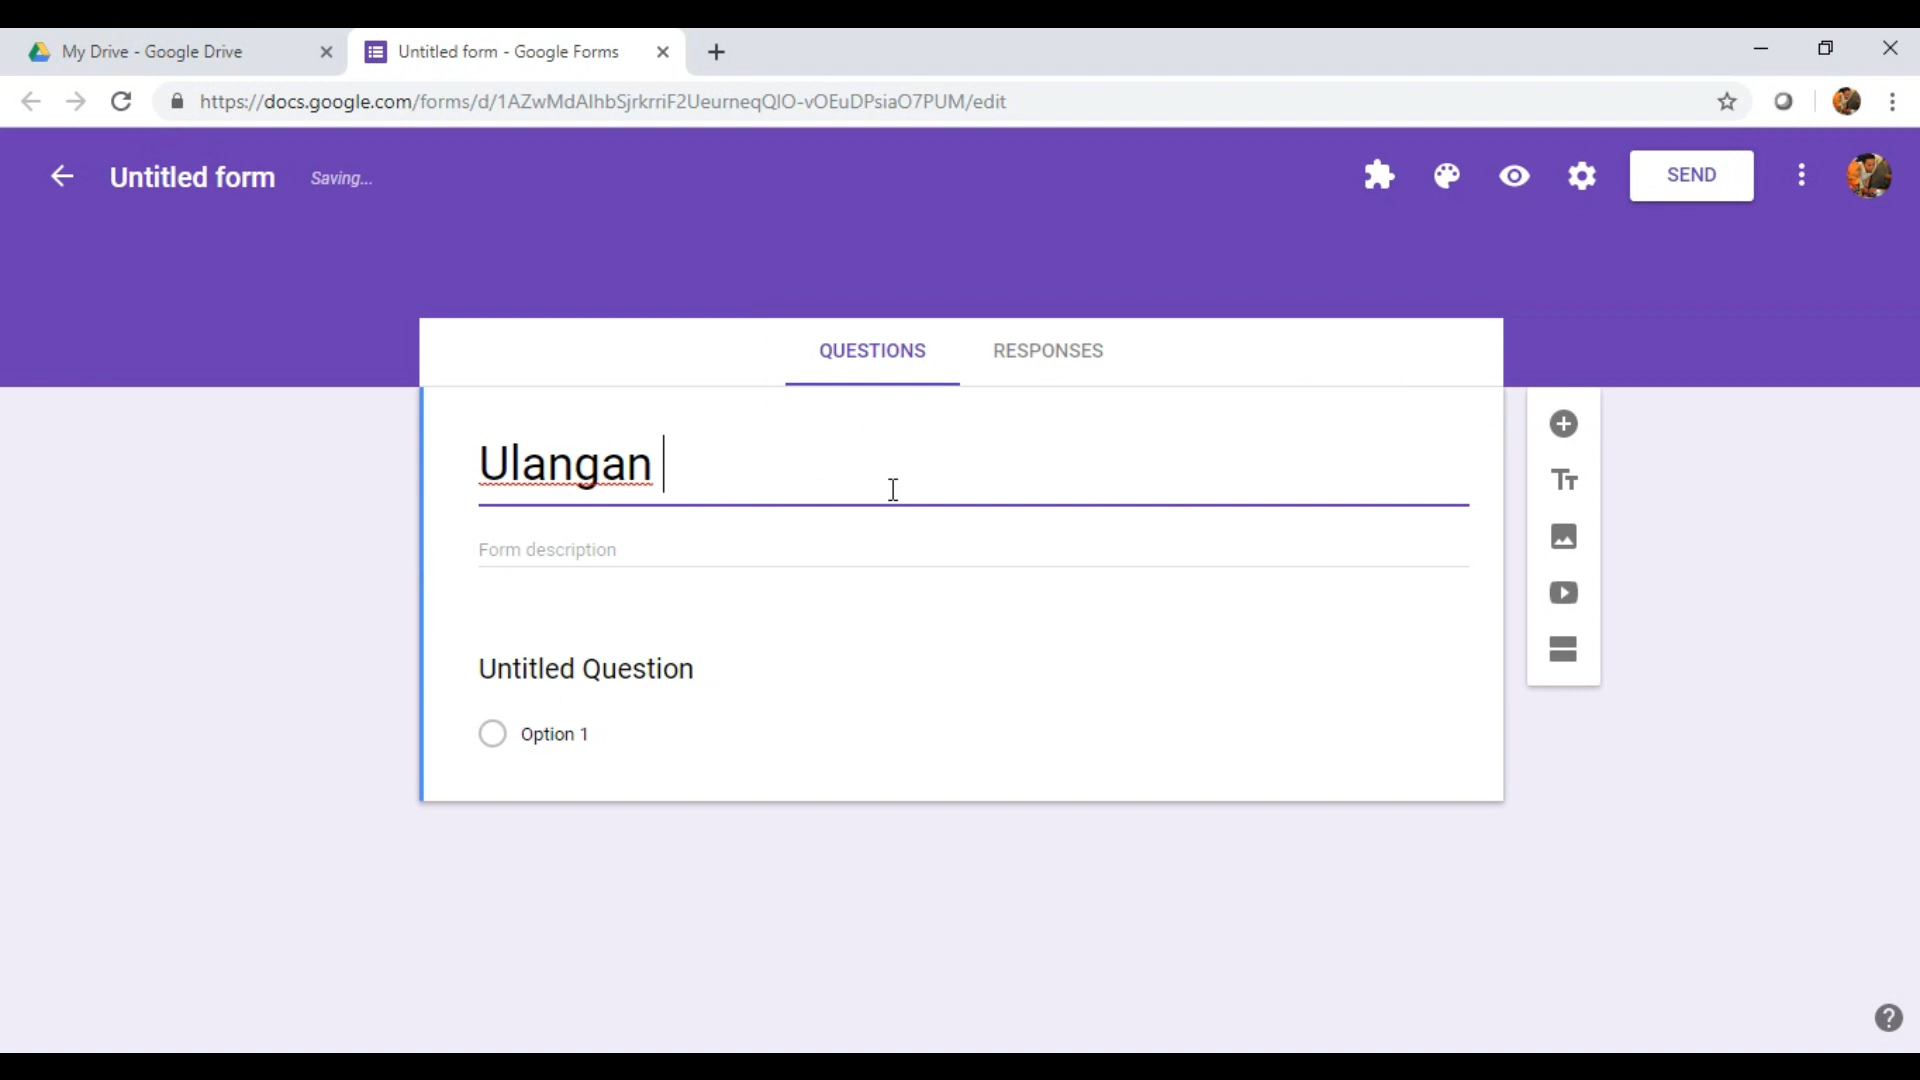 My Drive - Google Drive
Untitled form - Google Forms
https://docs.google.com/forms/d/1AZwMdAlhbSjrkrriF2UeurneqQIO-vOEuDPsiaO7PUM/edit
Untitled form
Saving...
SEND
QUESTIONS
RESPONSES
Ulangan
Form description
Untitled Question
Option 1